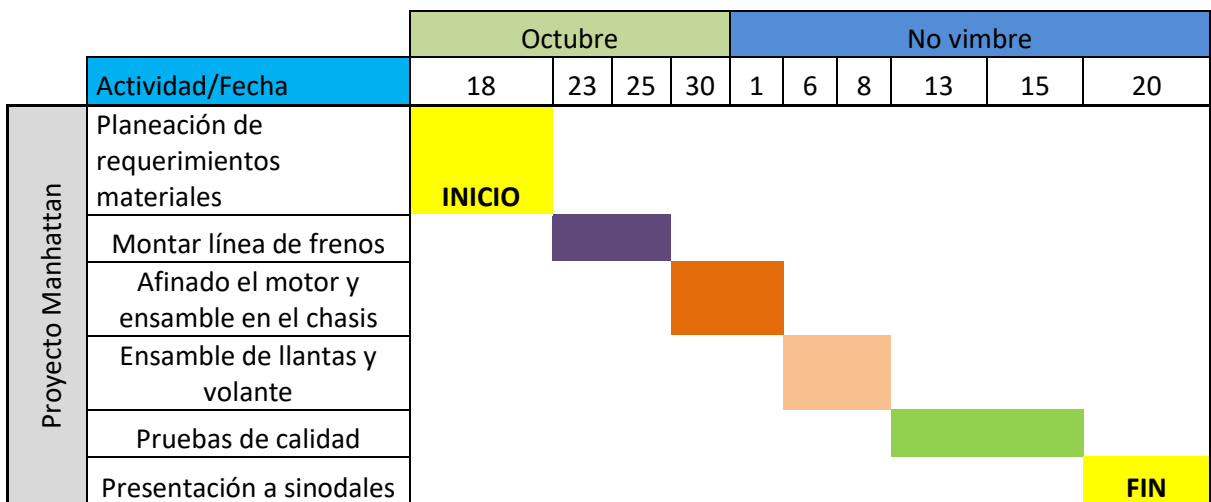 Octubre No vimbre
Actividad/Fecha 18 23 25 30 1 6 8 13 15 20
Proyecto Manhattan
Planeación de
requerimientos
materiales INICIO
Montar línea de frenos
Afinado el motor y
ensamble en el chasis
Ensamble de llantas y
volante
Pruebas de calidad
Presentación a sinodales FIN